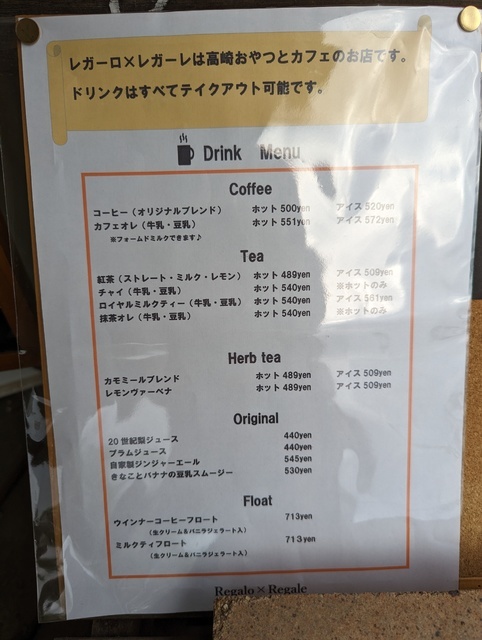 レガーロ×レガーレは高崎おやつとカフェのお店です。
ドリンクはすべてテイクアウト可能です。
Drink Menu
Coffee
コーヒー（オリジナルブレンド） ホット 500yen アイス 520yen
カフェオレ（牛乳・豆乳） ホット 551yen アイス 572yen
※フォームドミルクできます♪
Tea
紅茶（ストレート・ミルク・レモン） ホット 489yen アイス 509yen
チャイ（牛乳・豆乳） ホット 540yen ※ホットのみ
ロイヤルミルクティー（牛乳・豆乳） ホット 540yen アイス 561yen
抹茶オレ（牛乳・豆乳） ホット 540yen ※ホットのみ
Herb tea
カモミールブレンド ホット 489yen アイス 509yen
レモンヴァーベナ ホット 489yen アイス 509yen
Original
20世紀梨ジュース 440yen
プラムジュース 440yen
自家製ジンジャーエール 545yen
きなことバナナの豆乳スムージー 530yen
Float
ウインナーコーヒーフロート 713yen
（生クリーム&バニラジェラート入）
ミルクティフロート 713yen
（生クリーム&バニラジェラート入）
Regalo × Regale